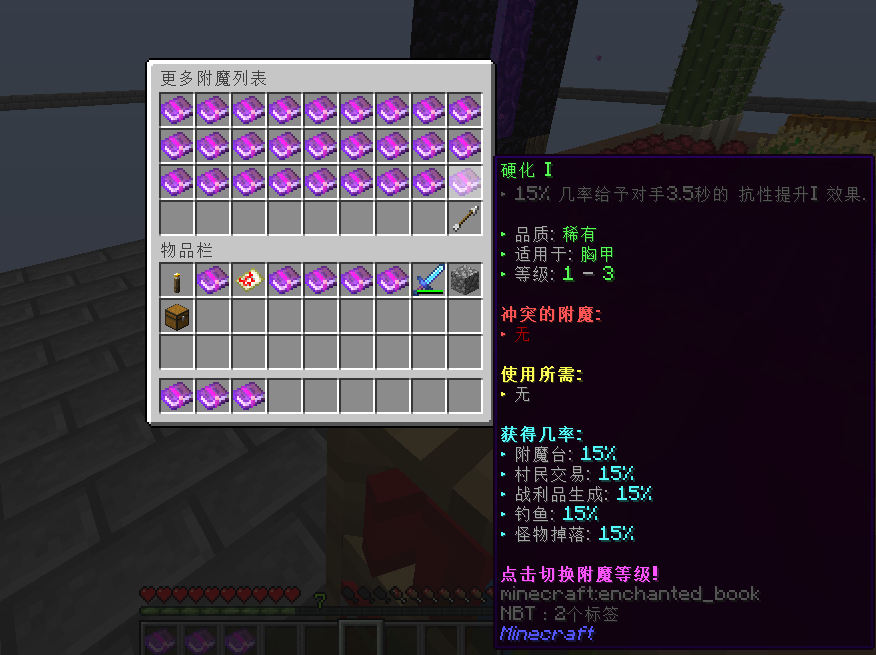 更多附魔列表
物品栏
硬化 I
▸ 15% 几率给予对手3.5秒的 抗性提升I 效果.
▸ 品质: 稀有
▸ 适用于: 胸甲
▸ 等级: 1 - 3
冲突的附魔:
▸ 无
使用所需:
▸ 无
获得几率:
▸ 附魔台: 15%
▸ 村民交易: 15%
▸ 战利品生成: 15%
▸ 钓鱼: 15%
▸ 怪物掉落: 15%
点击切换附魔等级!
minecraft:enchanted_book
NBT : 2个标签
Minecraft
7